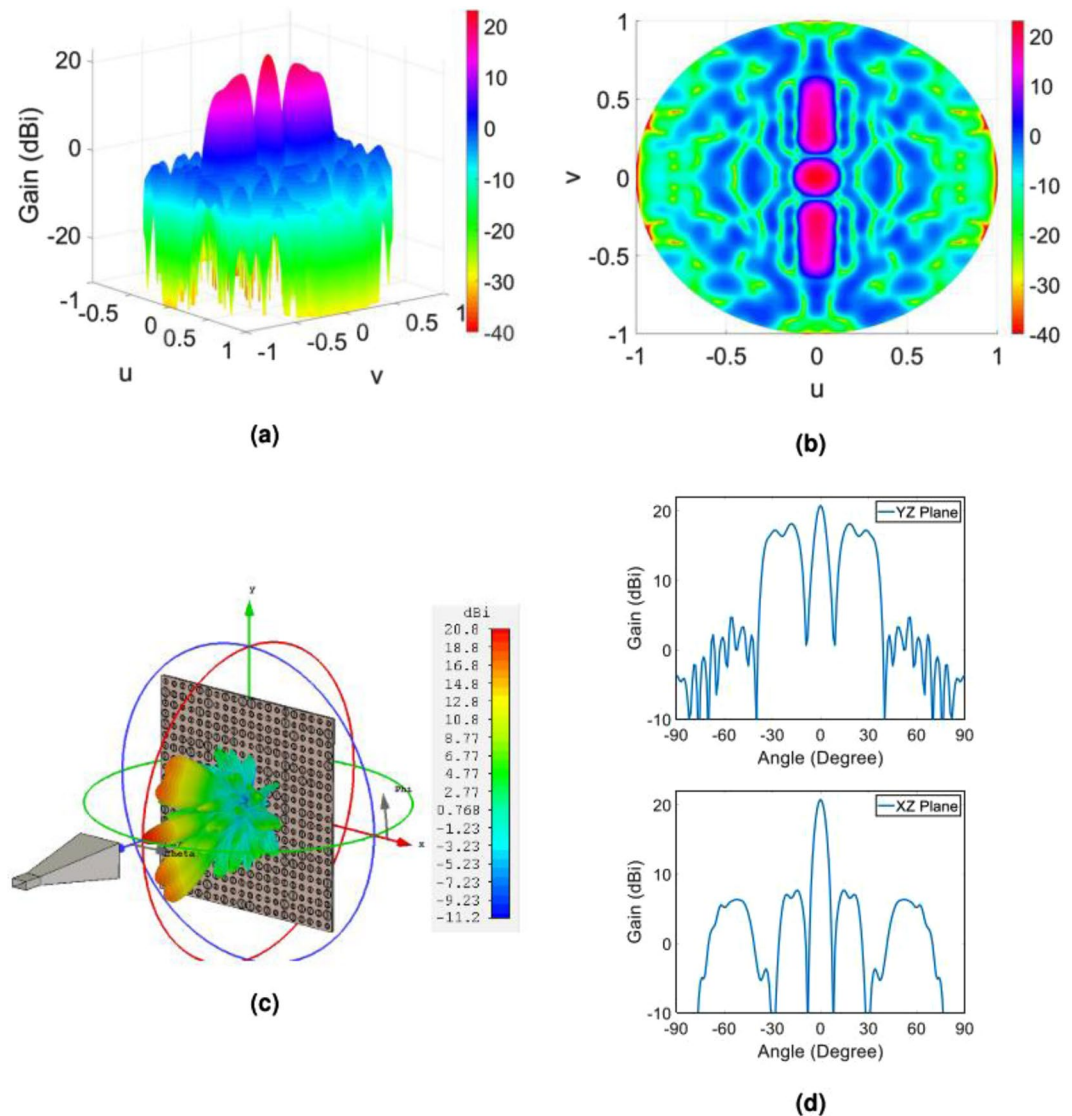 20
0
-20
Gain (dBi)
-1
-0.5
0
0.5
1
u
-1
-0.5
0
0.5
1
v
20
10
0
-10
-20
-30
-40
(a)
1
0.5
0
-0.5
-1
v
-1
-0.5
0
0.5
1
u
20
10
0
-10
-20
-30
-40
(b)
y
x
Phi
Theta
dBi
20.8
18.8
16.8
14.8
12.8
10.8
8.77
6.77
4.77
2.77
0.768
-1.23
-3.23
-5.23
-7.23
-9.23
-11.2
(c)
YZ Plane
20
10
0
-10
Gain (dBi)
-90 -60 -30 0 30 60 90
Angle (Degree)
XZ Plane
20
10
0
-10
Gain (dBi)
-90 -60 -30 0 30 60 90
Angle (Degree)
(d)